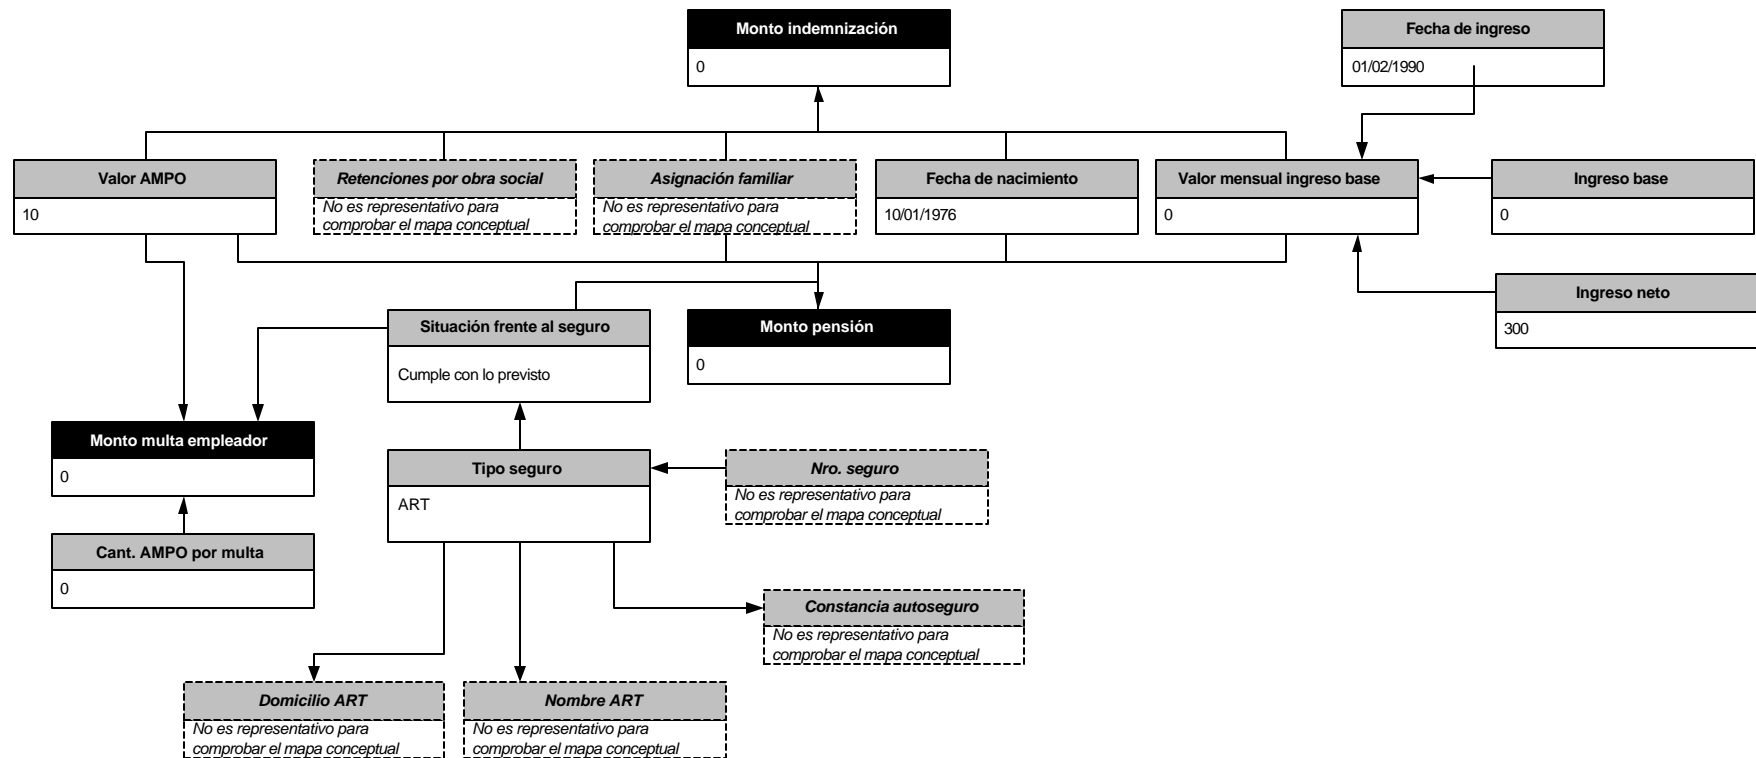 Monto indemnización
0
Fecha de ingreso
01/02/1990
Valor AMPO
10
Retenciones por obra social
No es representativo para
comprobar el mapa conceptual
Asignación familiar
No es representativo para
comprobar el mapa conceptual
Fecha de nacimiento
10/01/1976
Valor mensual ingreso base
0
Ingreso base
0
Ingreso neto
300
Situación frente al seguro
Cumple con lo previsto
Monto pensión
0
Monto multa empleador
0
Tipo seguro
ART
Nro. seguro
No es representativo para
comprobar el mapa conceptual
Cant. AMPO por multa
0
Constancia autoseguro
No es representativo para
comprobar el mapa conceptual
Domicilio ART
No es representativo para
comprobar el mapa conceptual
Nombre ART
No es representativo para
comprobar el mapa conceptual